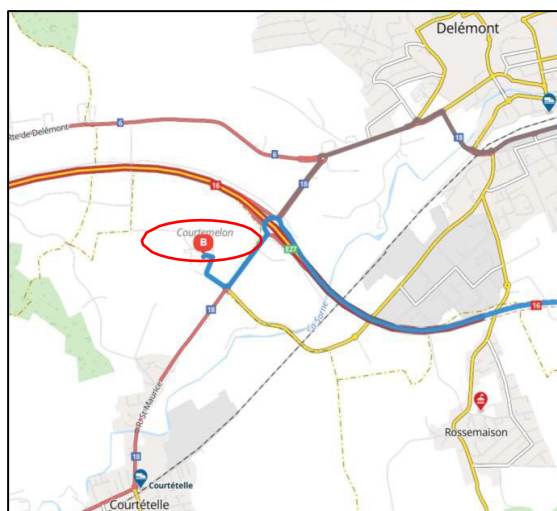 Delémont
Rte de Delémont
6
6
18
18
16
Courtemelon
B
127
18
La Sorne
16
R. St-Maurice
18
Rossemaison
Courtételle
Courtételle